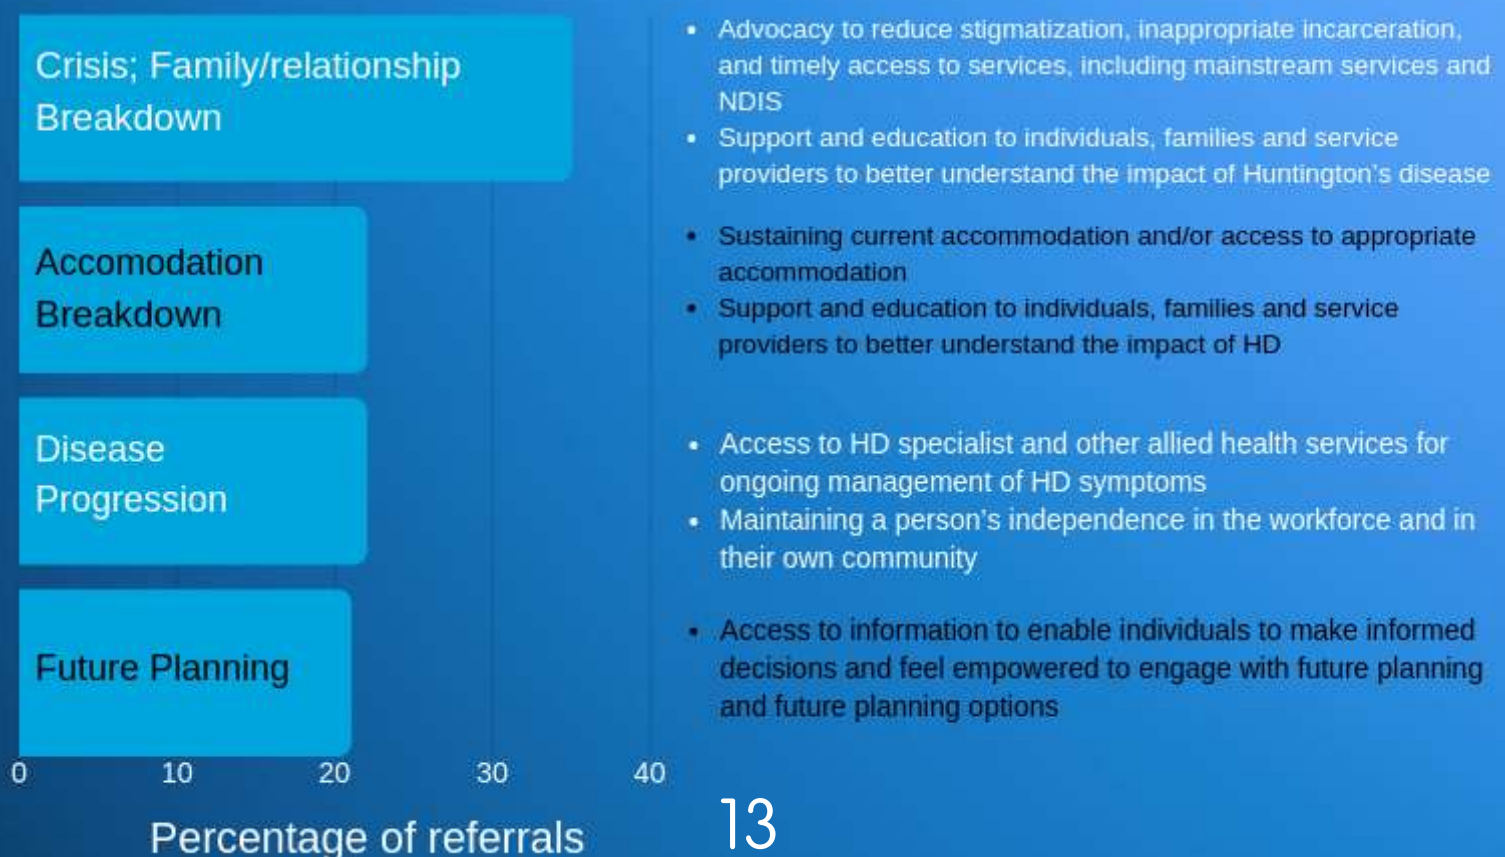 Crisis; Family/relationship
Breakdown
• Advocacy to reduce stigmatization, inappropriate incarceration,
and timely access to services, including mainstream services and
NDIS
• Support and education to individuals, families and service
providers to better understand the impact of Huntington's disease
Accomodation
Breakdown
• Sustaining current accommodation and/or access to appropriate
accommodation
• Support and education to individuals, families and service
providers to better understand the impact of HD
Disease
Progression
• Access to HD specialist and other allied health services for
ongoing management of HD symptoms
• Maintaining a person's independence in the workforce and in
their own community
Future Planning
• Access to information to enable individuals to make informed
decisions and feel empowered to engage with future planning
and future planning options
0 10 20 30 40
Percentage of referrals
13